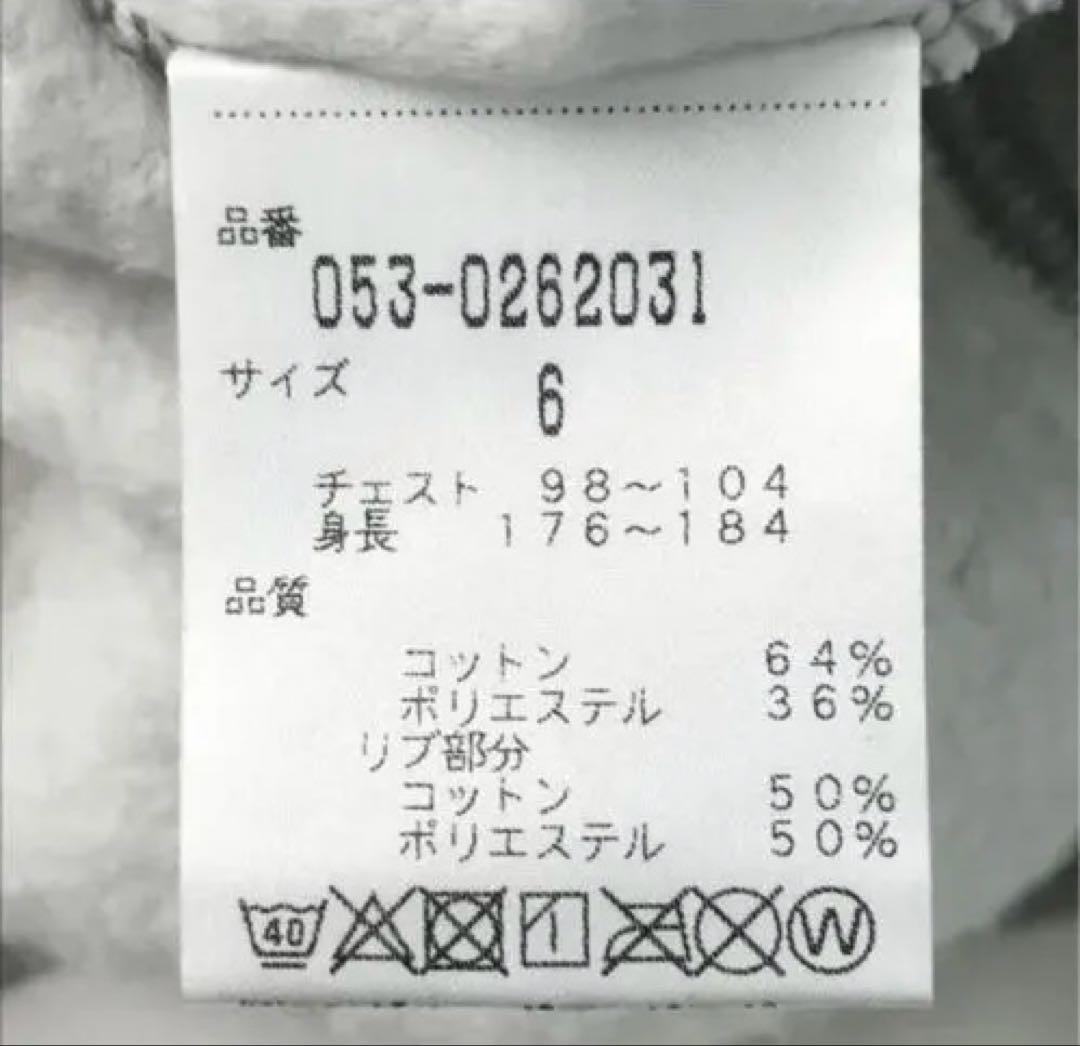 品番
053-0262031
サイズ 6
チェスト 98～104
身長 176～184
品質
コットン 64%
ポリエステル 36%
リブ部分
コットン 50%
ポリエステル 50%
40 W